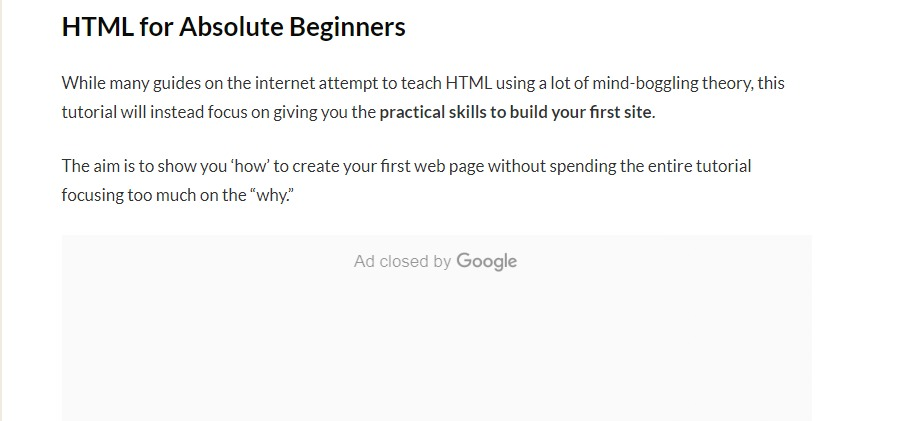 HTML for Absolute Beginners
While many guides on the internet attempt to teach HTML using a lot of mind-boggling theory, this
tutorial will instead focus on giving you the practical skills to build your first site.
The aim is to show you ‘how’ to create your first web page without spending the entire tutorial
focusing too much on the “why.”
Ad closed by Google